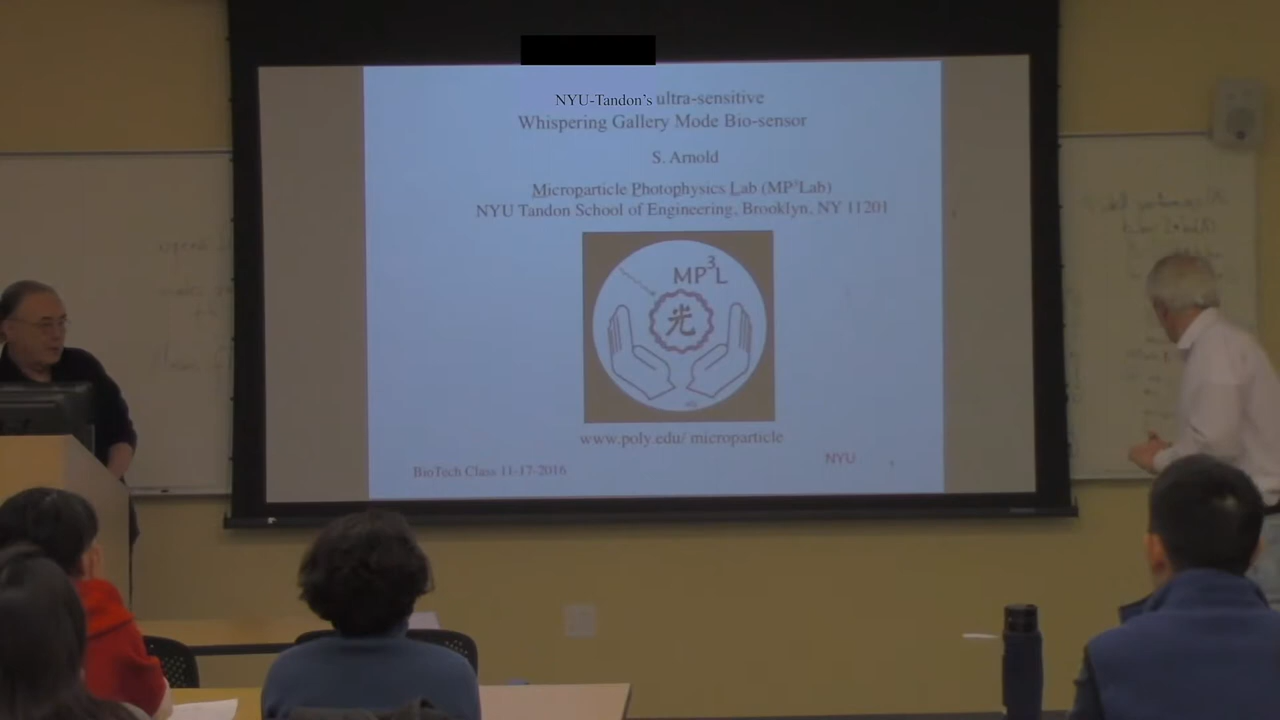 NYU-Tandon's ultra-sensitive
Whispering Gallery Mode Bio-sensor
S. Arnold
Microparticle Photophysics Lab (MP³Lab)
NYU Tandon School of Engineering, Brooklyn, NY 11201
MP³L
光
www.poly.edu/ microparticle
BioTech Class 11-17-2016
NYU